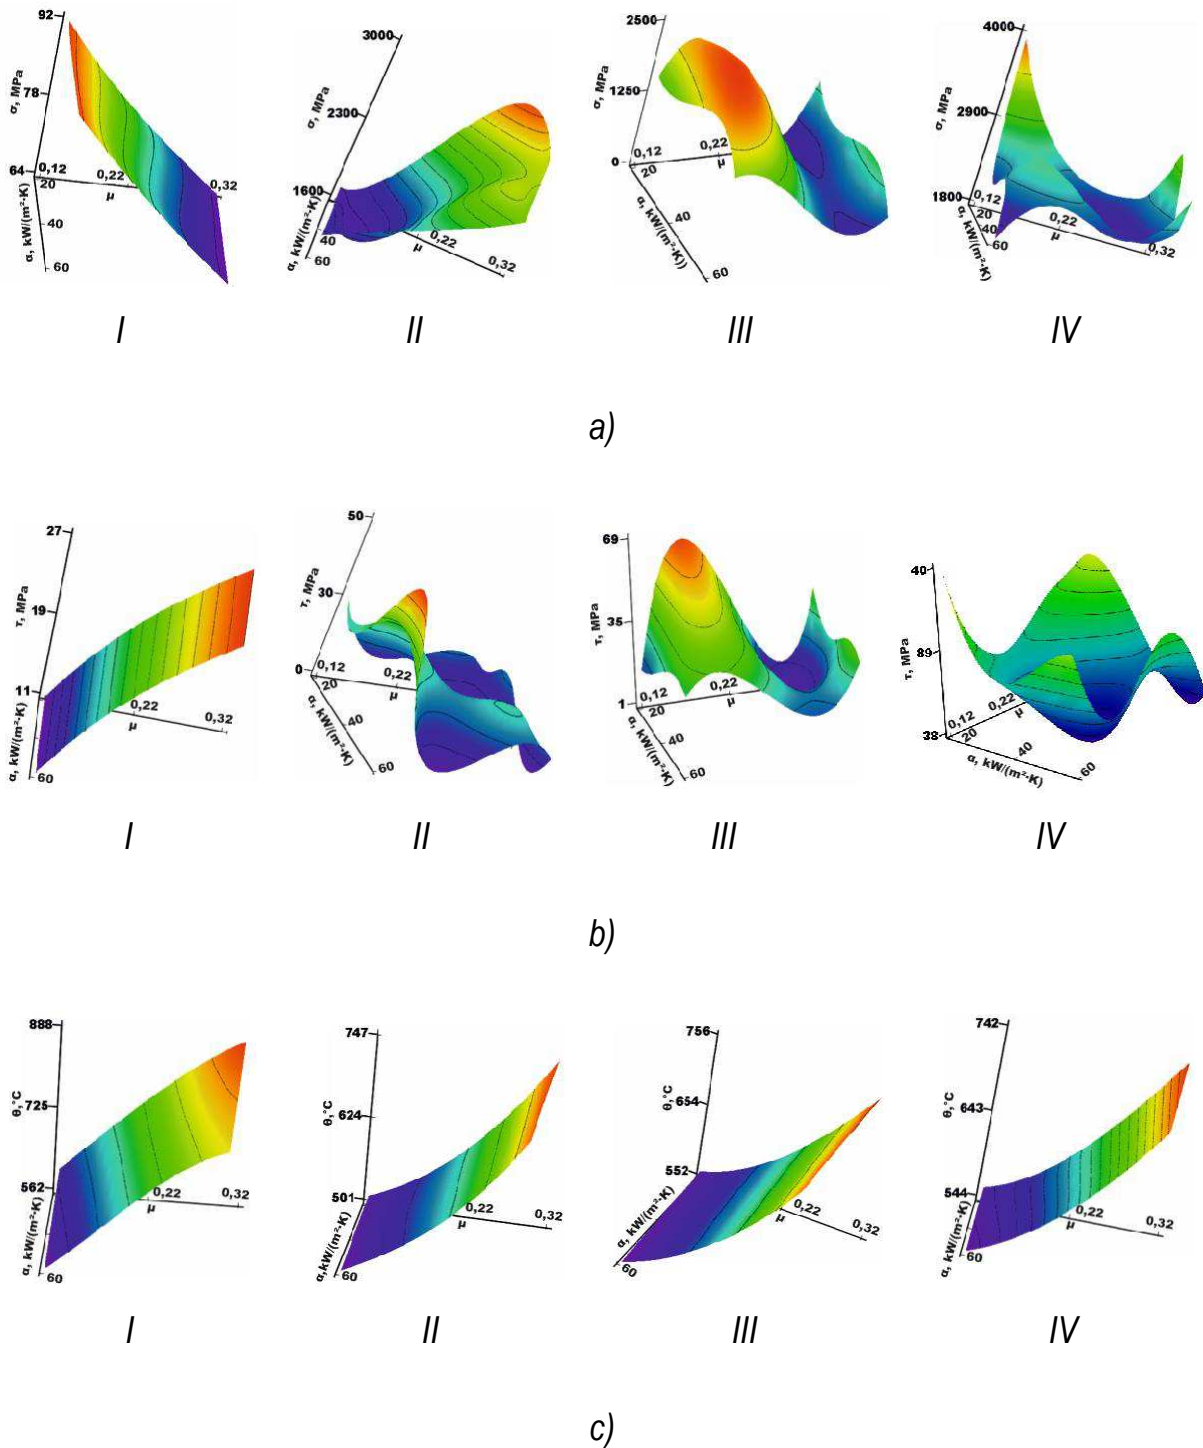 92
78
64
σ, MPa
0,12
0,22
0,32
μ
20
40
60
α, kW/(m²·K)
I
3000
2300
1600
σ, MPa
0,22
0,32
40
60
α, kW/(m²·K)
II
2500
1250
0
σ, MPa
0,12
0,22
μ
20
40
60
α, kW/(m²·K))
III
4000
2900
1800
σ, MPa
0,12
0,22
0,32
μ
20
40
60
α, kW/(m²·K)
IV
a)
27
19
11
τ, MPa
0,22
0,32
μ
60
α, kW/(m²·K)
I
50
30
0
τ, MPa
0,12
0,22
μ
20
40
60
α, kW/(m²·K)
II
69
35
1
τ, MPa
0,12
0,22
μ
20
40
60
α, kW/(m²·K)
III
40
89
38
τ, MPa
0,12
0,22
μ
20
40
60
α, kW/(m²·K)
IV
b)
888
725
562
θ,°C
0,22
0,32
μ
60
α, kW/(m²·K)
I
747
624
501
θ,°C
0,22
0,32
μ
60
α,kW/(m²·K)
II
756
654
552
θ,°C
0,22
0,32
μ
60
α, kW/(m²·K)
III
742
643
544
θ,°C
0,22
0,32
μ
60
α, kW/(m²·K)
IV
c)